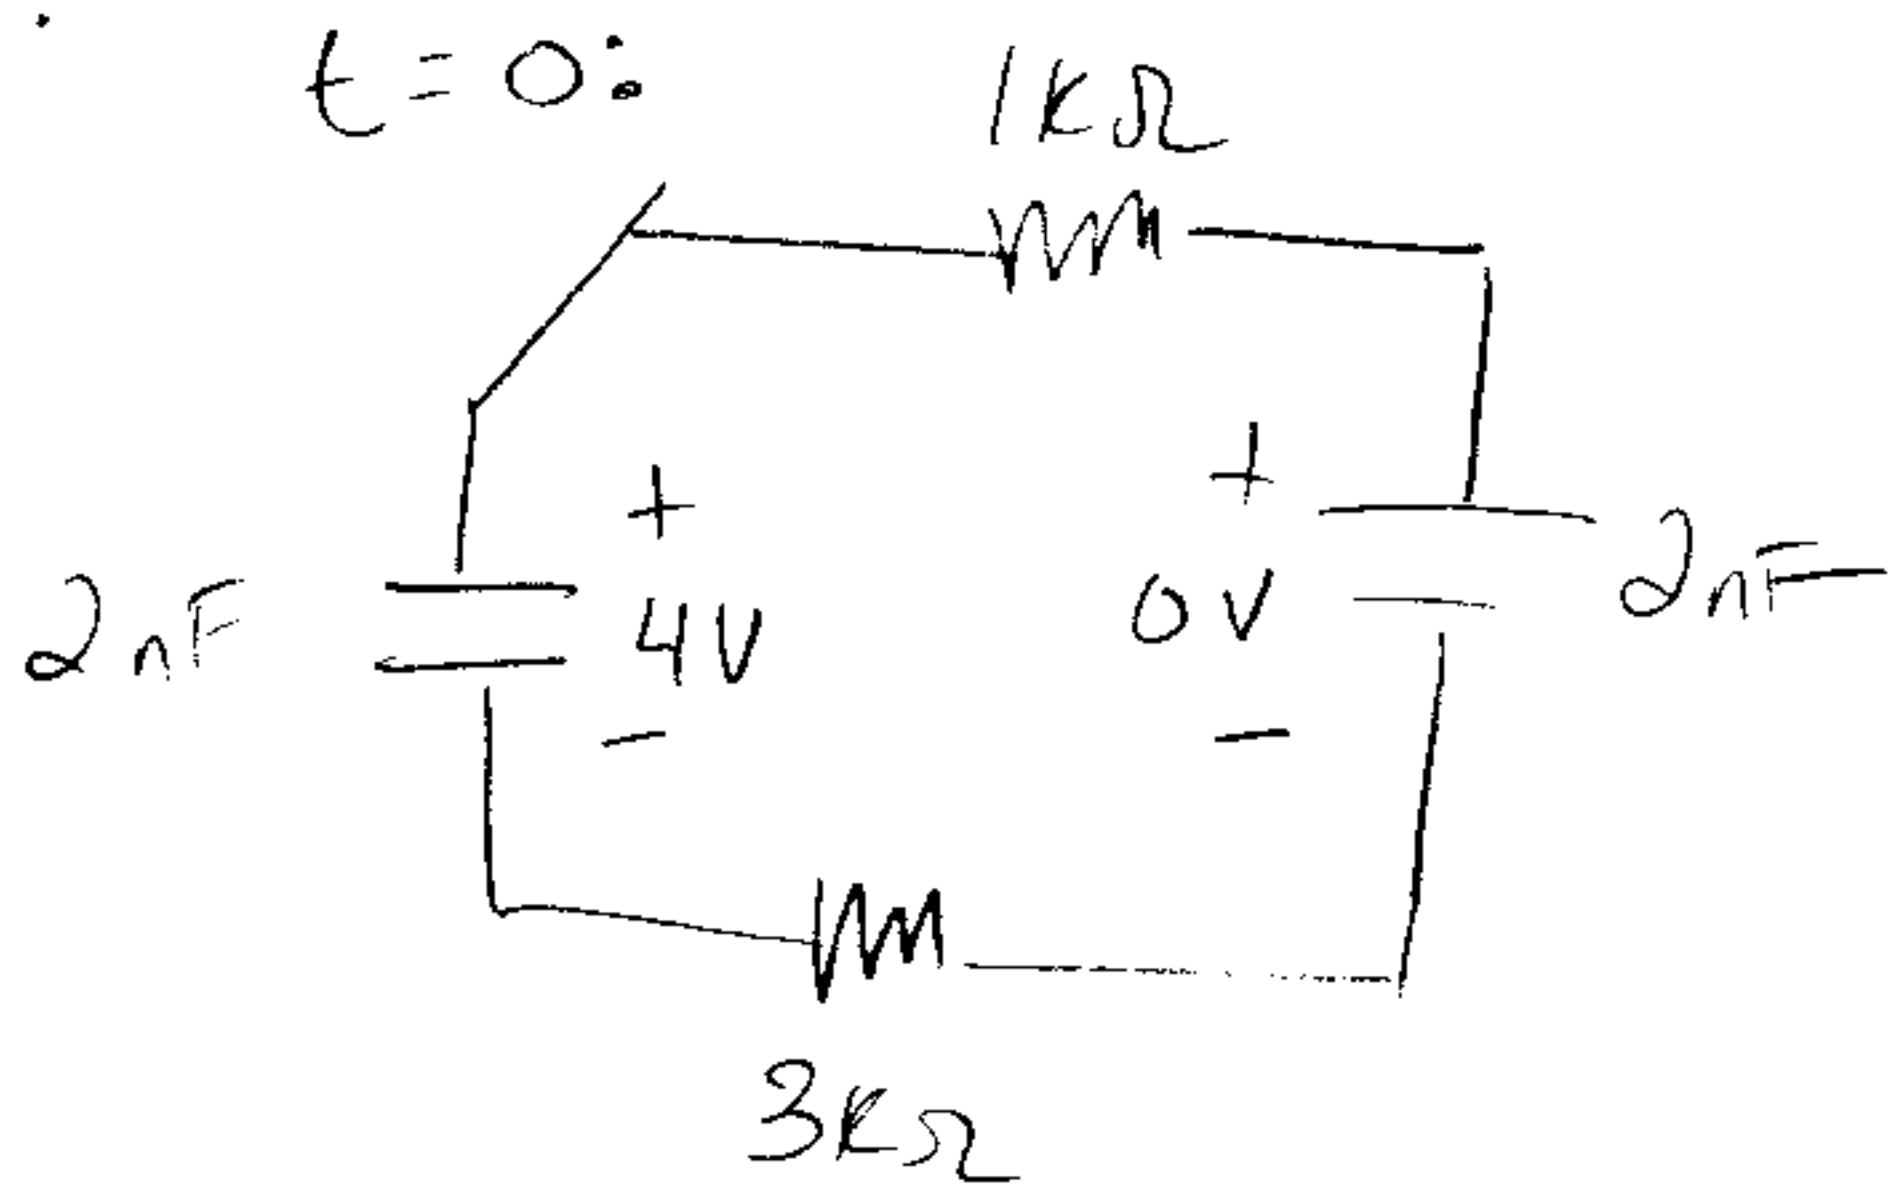 t = 0:
1kΩ
+ +
2nF 4V 0V 2nF
- -
3kΩ